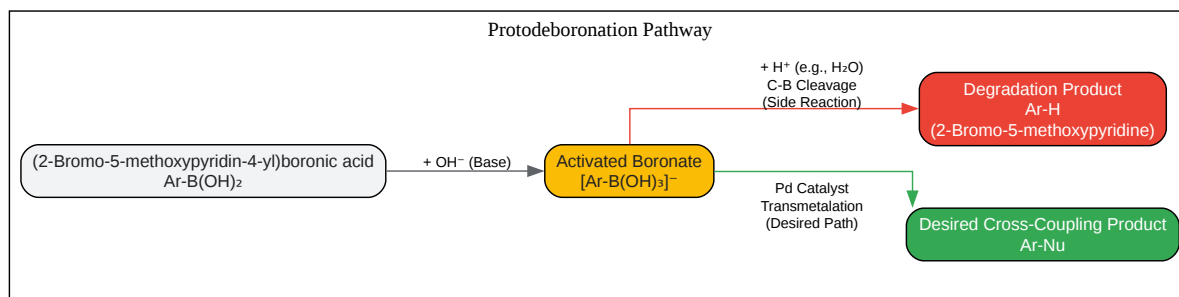 Protodeboronation Pathway
(2-Bromo-5-methoxypyridin-4-yl)boronic acid
Ar-B(OH)₂
+ OH⁻ (Base)
Activated Boronate
[Ar-B(OH)₃]⁻
+ H⁺ (e.g., H₂O)
C-B Cleavage
(Side Reaction)
Degradation Product
Ar-H
(2-Bromo-5-methoxypyridine)
Pd Catalyst
Transmetalation
(Desired Path)
Desired Cross-Coupling Product
Ar-Nu